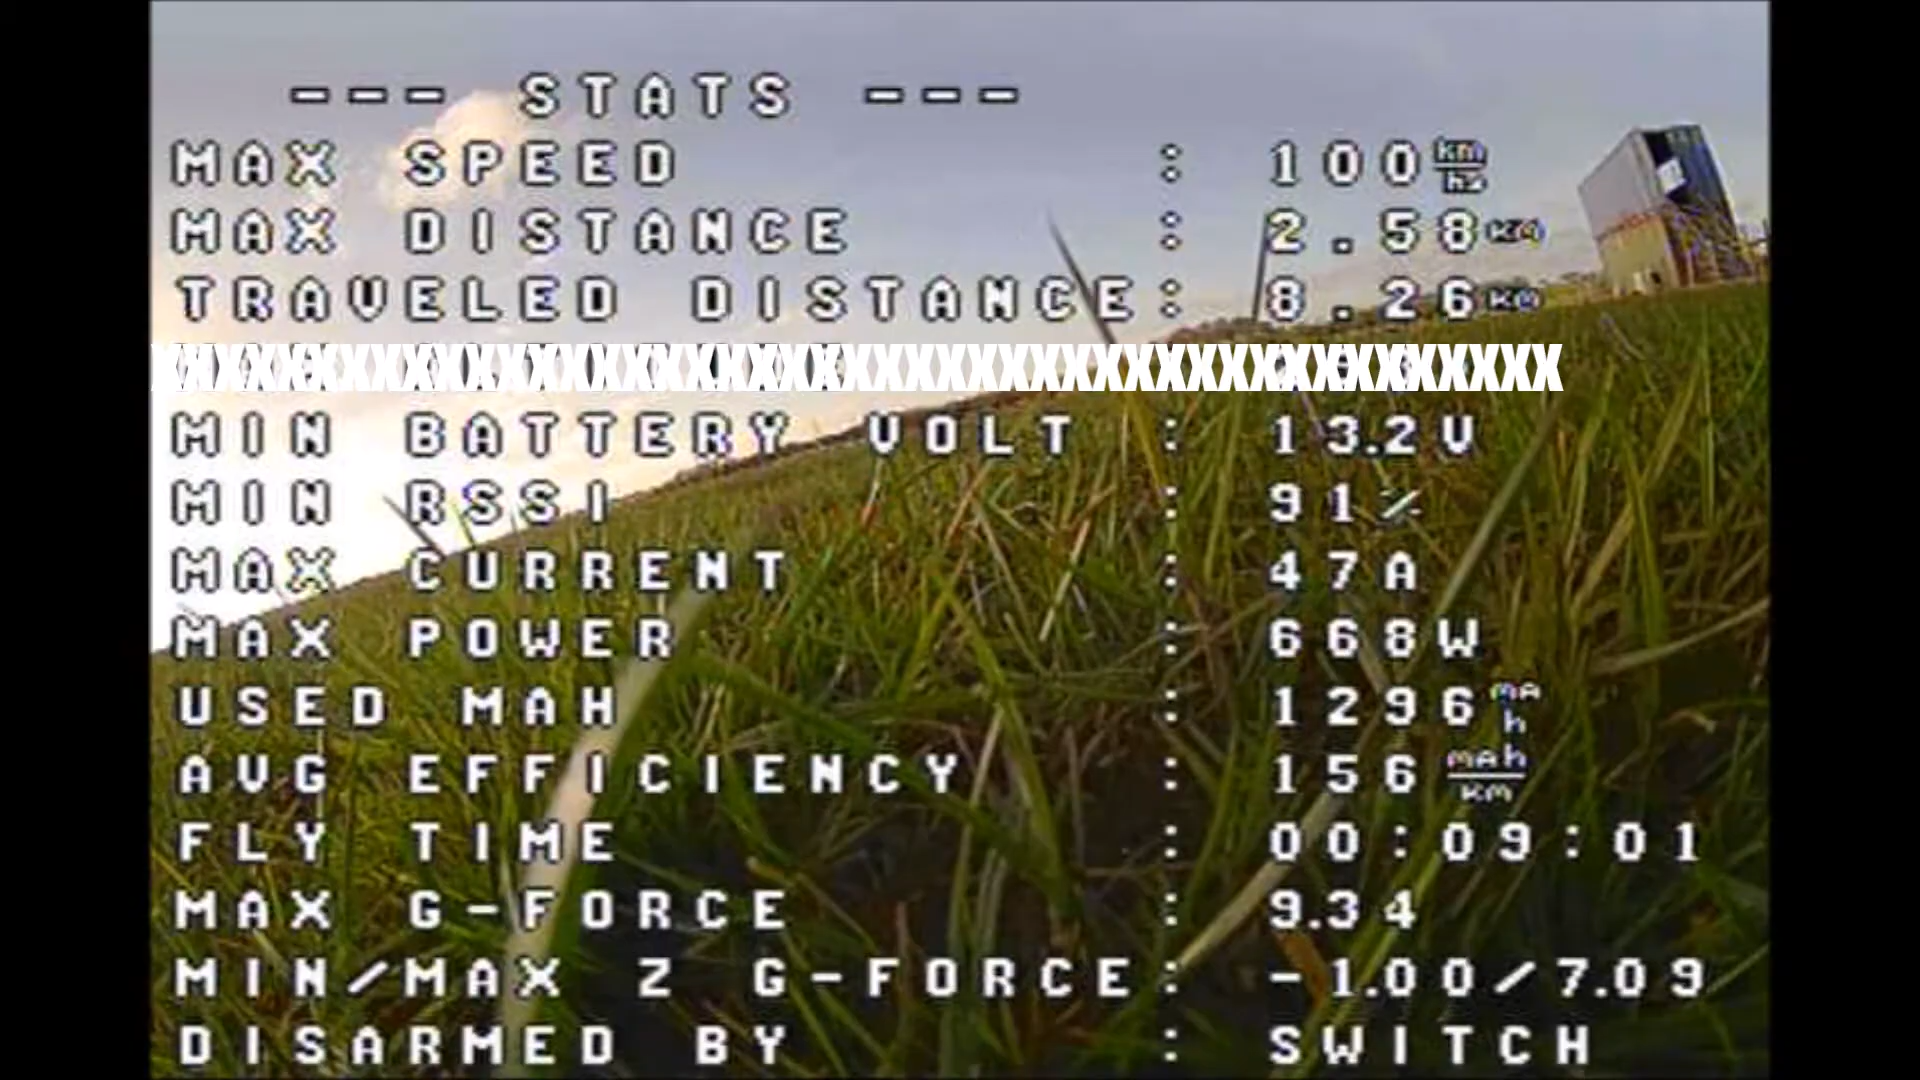 --- STATS ---
MAX SPEED : 100 km/h
MAX DISTANCE : 2.58 KM
TRAVELED DISTANCE: 8.26 KM
XXXXXXXXXXXXXXXXXXXXXXXXXXXXXXXXXXXXXXXXXXX
MIN BATTERY VOLT : 13.2V
MIN RSSI : 91%
MAX CURRENT : 47A
MAX POWER : 668W
USED MAH : 1296 mAh
AVG EFFICIENCY : 156 mAh/KM
FLY TIME : 00:09:01
MAX G-FORCE : 9.34
MIN/MAX Z G-FORCE: -1.00/7.09
DISARMED BY : SWITCH